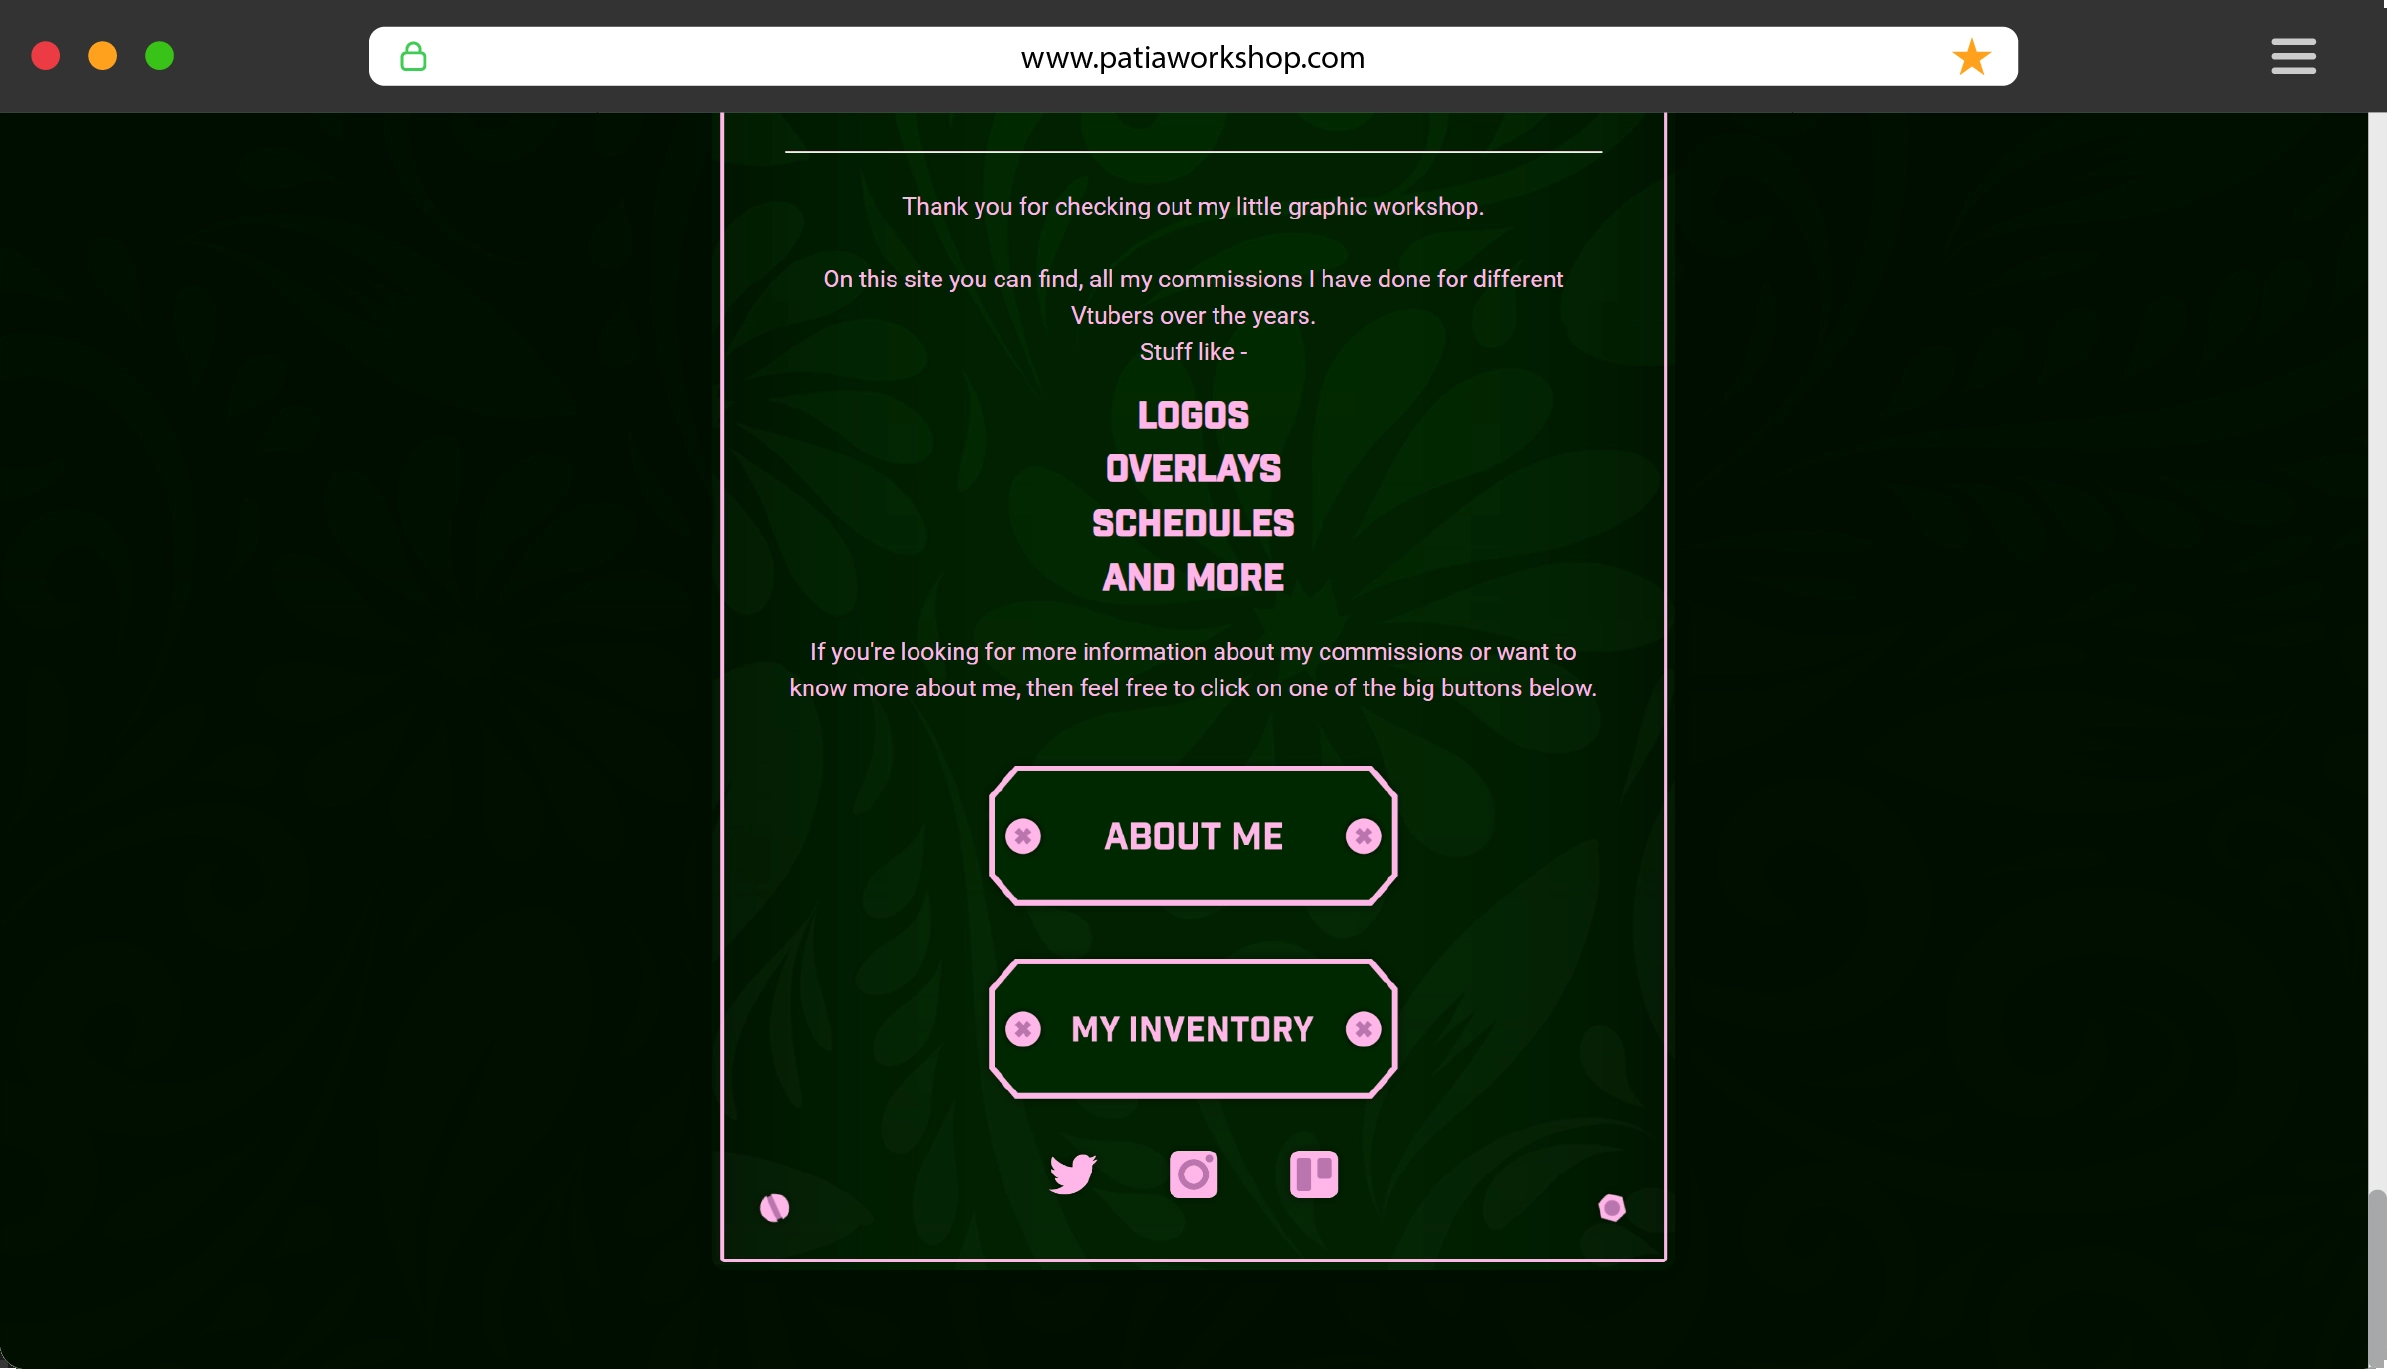 www.patiaworkshop.com
Thank you for checking out my little graphic workshop.
On this site you can find, all my commissions I have done for different
Vtubers over the years.
Stuff like -
LOGOS
OVERLAYS
SCHEDULES
AND MORE
If you're looking for more information about my commissions or want to
know more about me, then feel free to click on one of the big buttons below.
ABOUT ME
MY INVENTORY